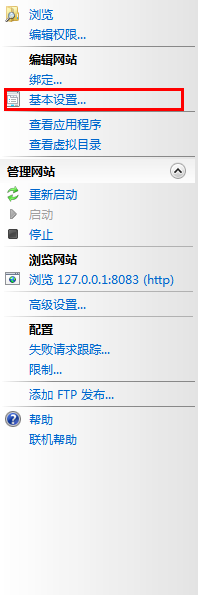 浏览
编辑权限...
编辑网站
绑定...
基本设置...
查看应用程序
查看虚拟目录
管理网站
重新启动
启动
停止
浏览网站
浏览 127.0.0.1:8083 (http)
高级设置...
配置
失败请求跟踪...
限制...
添加 FTP 发布...
帮助
联机帮助